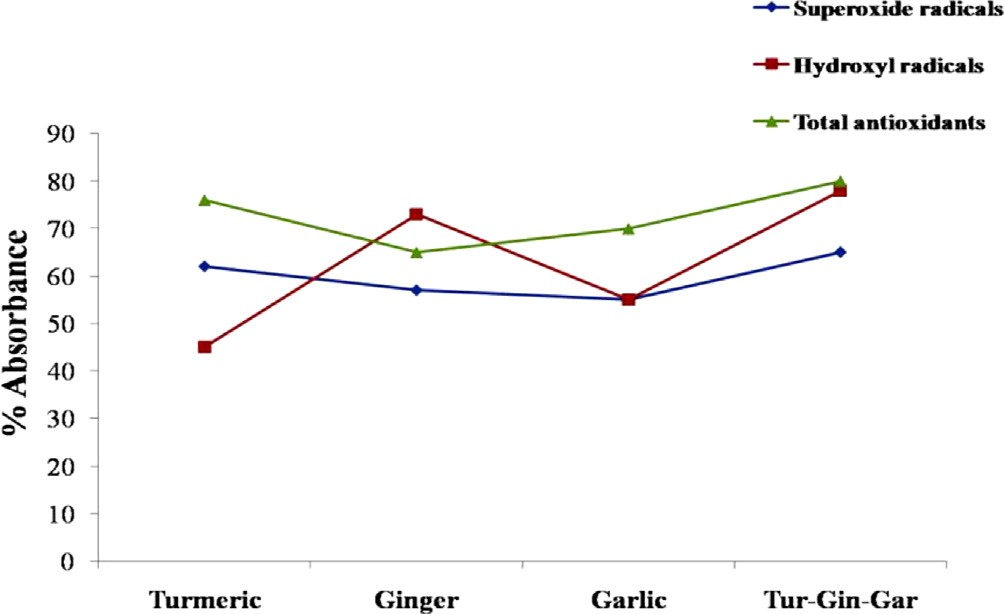 Superoxide radicals
Hydroxyl radicals
Total antioxidants
90
80
70
60
50
40
30
20
10
0
% Absorbance
Turmeric Ginger Garlic Tur-Gin-Gar